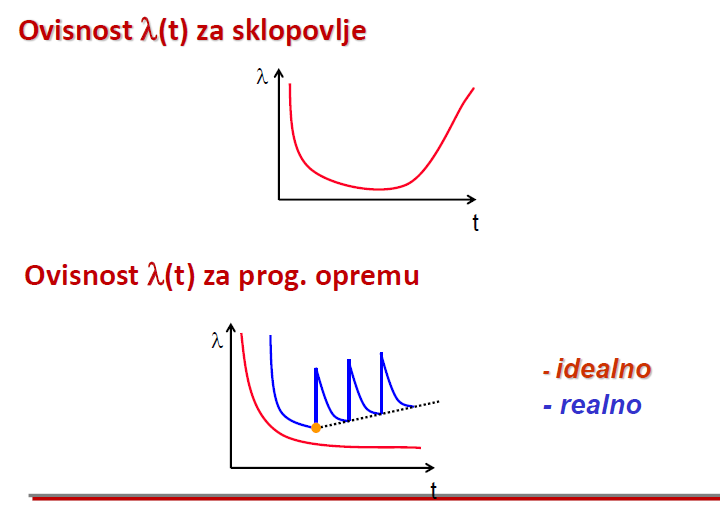 Ovisnost λ(t) za sklopovlje
λ
t
Ovisnost λ(t) za prog. opremu
λ
- idealno
- realno
t